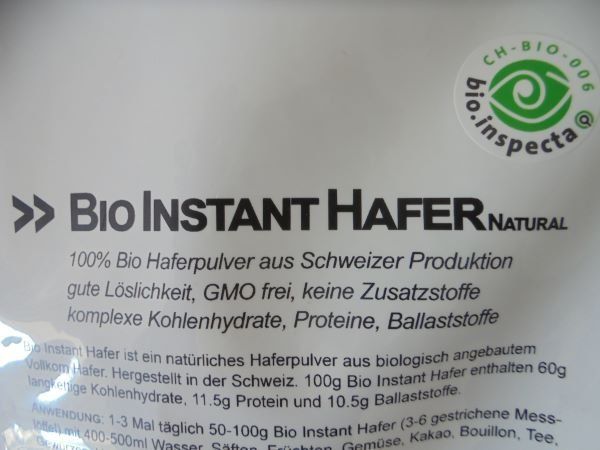 CH-BIO-006
bio.inspecta
>> BIO INSTANT HAFER NATURAL
100% Bio Haferpulver aus Schweizer Produktion
gute Löslichkeit, GMO frei, keine Zusatzstoffe
komplexe Kohlenhydrate, Proteine, Ballaststoffe
Bio Instant Hafer ist ein natürliches Haferpulver aus biologisch angebautem
Vollkorn Hafer. Hergestellt in der Schweiz. 100g Bio Instant Hafer enthalten 60g
langkettige Kohlenhydrate, 11.5g Protein und 10.5g Ballaststoffe.
ANWENDUNG: 1-3 Mal täglich 50-100g Bio Instant Hafer (3-6 gestrichene Mess-
löffel) mit 400-500ml Wasser, Säften, Früchten, Gemüse, Kakao, Bouillon, Tee,